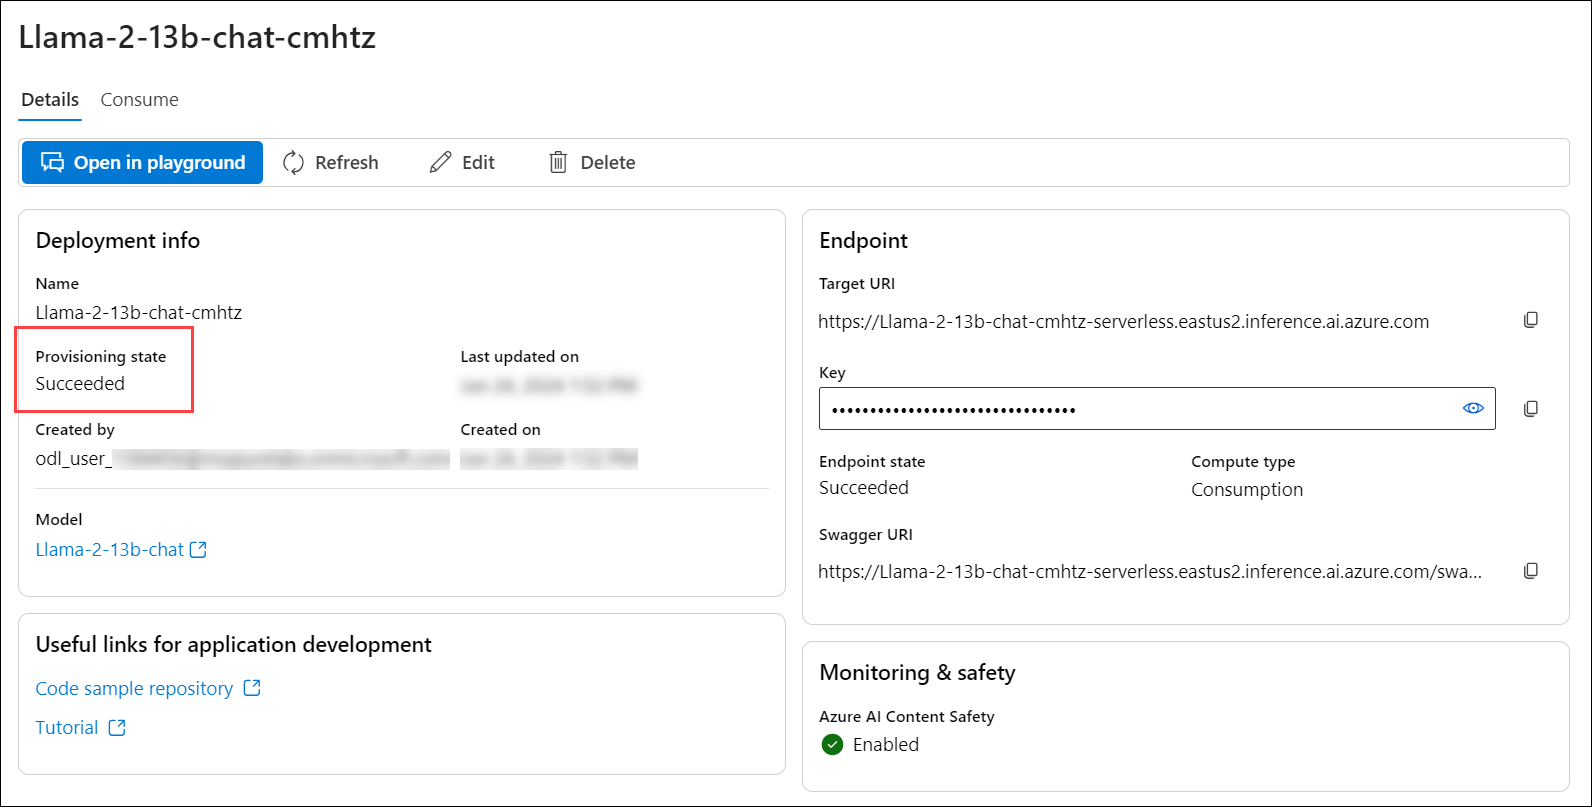 Llama-2-13b-chat-cmhtz
Details Consume
Open in playground Refresh Edit Delete
Deployment info
Name
Llama-2-13b-chat-cmhtz
Provisioning state Last updated on
Succeeded
Created by Created on
odl_user_
Model
Llama-2-13b-chat
Useful links for application development
Code sample repository
Tutorial
Endpoint
Target URI
https://Llama-2-13b-chat-cmhtz-serverless.eastus2.inference.ai.azure.com
Key
••••••••••••••••••••••••••••••••
Endpoint state Compute type
Succeeded Consumption
Swagger URI
https://Llama-2-13b-chat-cmhtz-serverless.eastus2.inference.ai.azure.com/swa...
Monitoring & safety
Azure AI Content Safety
Enabled